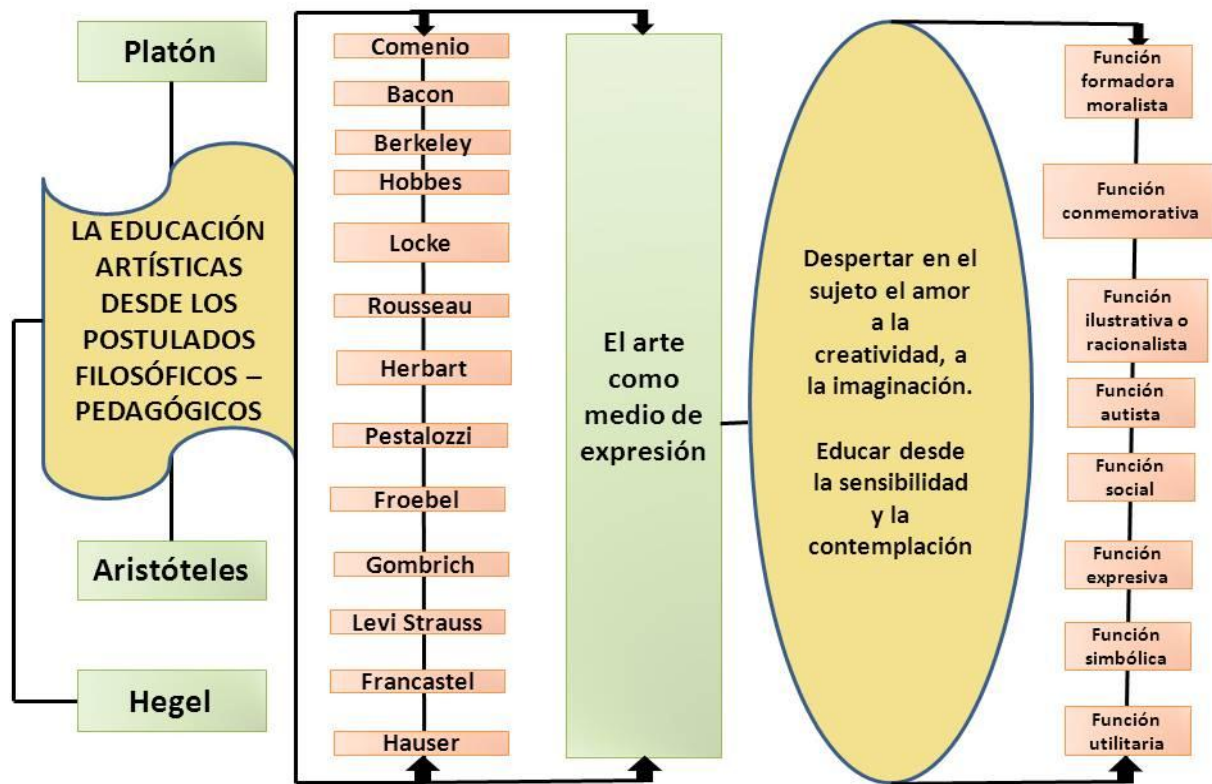 Platón
LA EDUCACIÓN
ARTÍSTICAS
DESDE LOS
POSTULADOS
FILOSÓFICOS –
PEDAGÓGICOS
Aristóteles
Hegel
Comenio
Bacon
Berkeley
Hobbes
Locke
Rousseau
Herbart
Pestalozzi
Froebel
Gombrich
Levi Strauss
Francastel
Hauser
El arte
como
medio de
expresión
Despertar en el
sujeto el amor
a la
creatividad, a
la imaginación.
Educar desde
la sensibilidad
y la
contemplación
Función
formadora
moralista
Función
conmemorativa
Función
ilustrativa o
racionalista
Función
autista
Función
social
Función
expresiva
Función
simbólica
Función
utilitaria